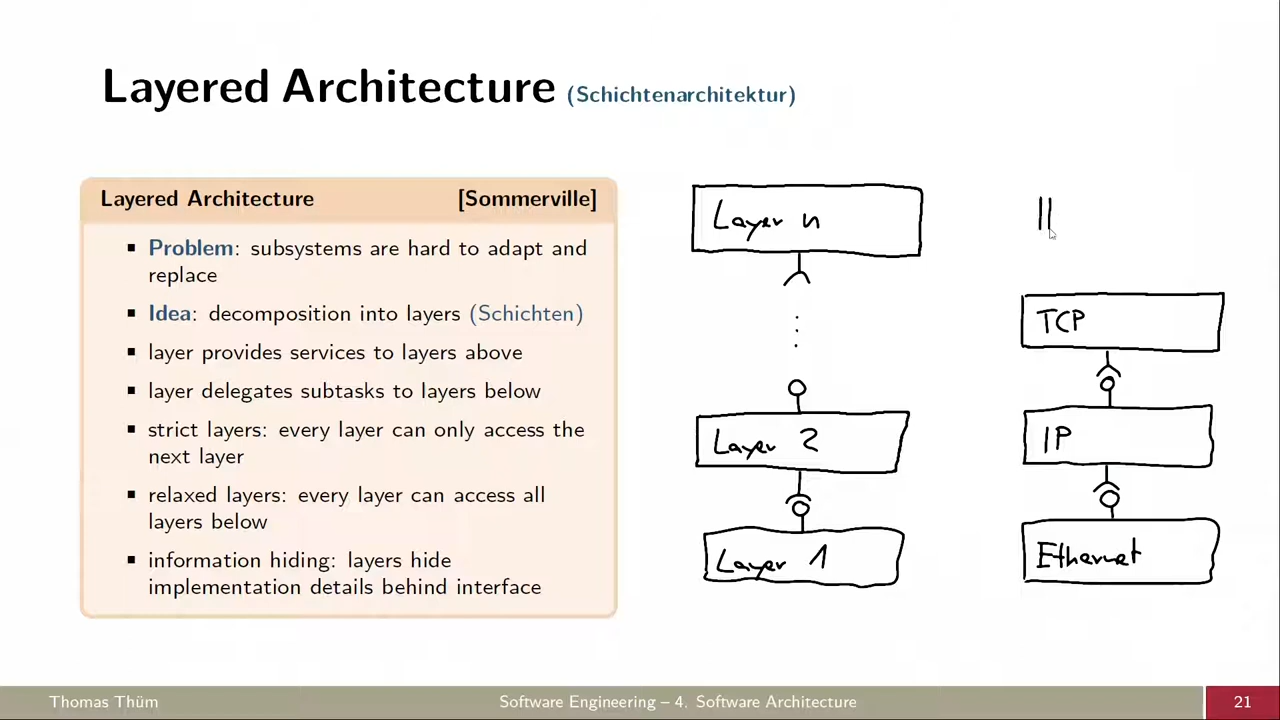 Layered Architecture (Schichtenarchitektur)
Layered Architecture [Sommerville]
▪ Problem: subsystems are hard to adapt and
replace
▪ Idea: decomposition into layers (Schichten)
▪ layer provides services to layers above
▪ layer delegates subtasks to layers below
▪ strict layers: every layer can only access the
next layer
▪ relaxed layers: every layer can access all
layers below
▪ information hiding: layers hide
implementation details behind interface
Layer n
Layer 2
Layer 1
TCP
IP
Ethernet
Thomas Thüm
Software Engineering – 4. Software Architecture
21